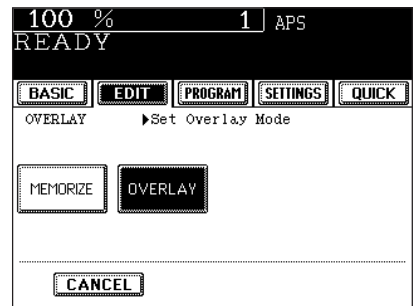 100 % 1 APS
READY
BASIC EDIT PROGRAM SETTINGS QUICK
OVERLAY ▶Set Overlay Mode
MEMORIZE OVERLAY
CANCEL